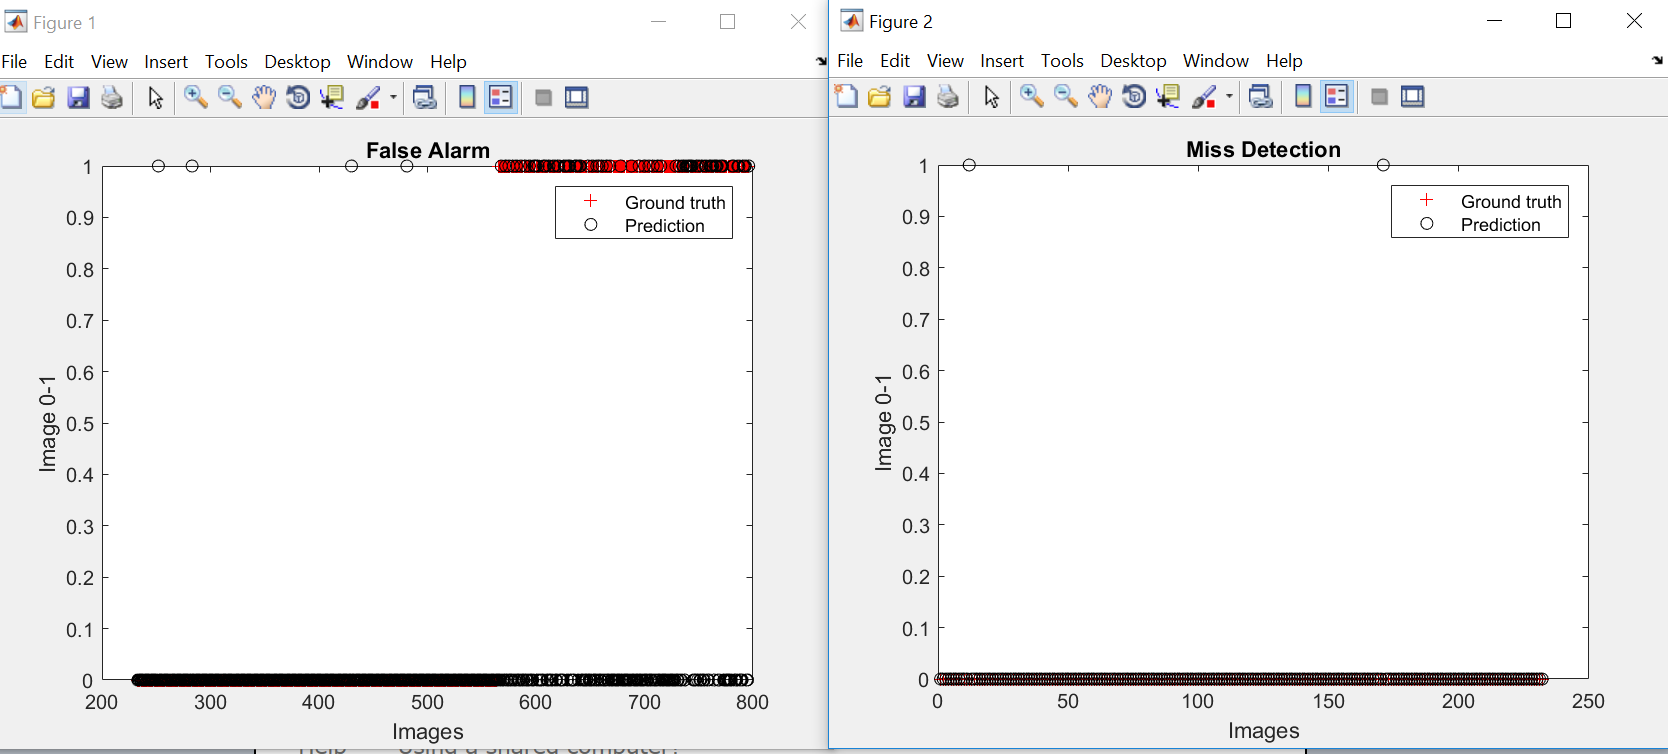 Figure 1
File Edit View Insert Tools Desktop Window Help
False Alarm
1
0.9
0.8
0.7
0.6
0.5
0.4
0.3
0.2
0.1
0
Image 0-1
Ground truth
Prediction
200 300 400 500 600 700 800
Images
Figure 2
File Edit View Insert Tools Desktop Window Help
Miss Detection
1
0.9
0.8
0.7
0.6
0.5
0.4
0.3
0.2
0.1
0
Image 0-1
Ground truth
Prediction
0 50 100 150 200 250
Images
Help Using a shared computer?